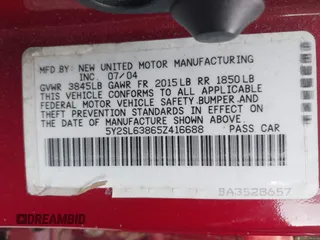 MFD BY: NEW UNITED MOTOR MANUFACTURING
INC. 07/04
GVWR 3845LB GAWR FR 2015LB RR 1850LB
THIS VEHICLE CONFORMS TO ALL APPLICABLE
FEDERAL MOTOR VEHICLE SAFETY,BUMPER,AND
THEFT PREVENTION STANDARDS IN EFFECT ON
THE DATE OF MANUFACTURE SHOWN ABOVE.
5Y2SL63865Z416688 PASS CAR
BA3528657
DREAMBID